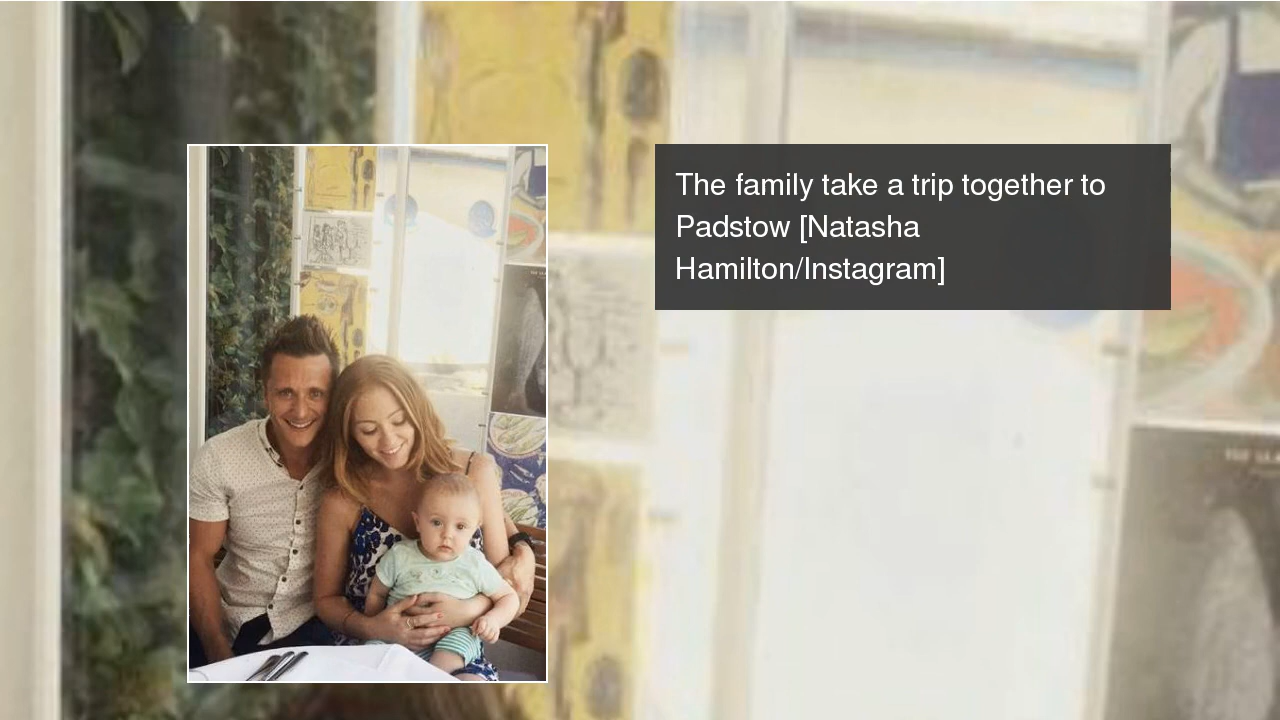 The family take a trip together to
Padstow [Natasha
Hamilton/Instagram]